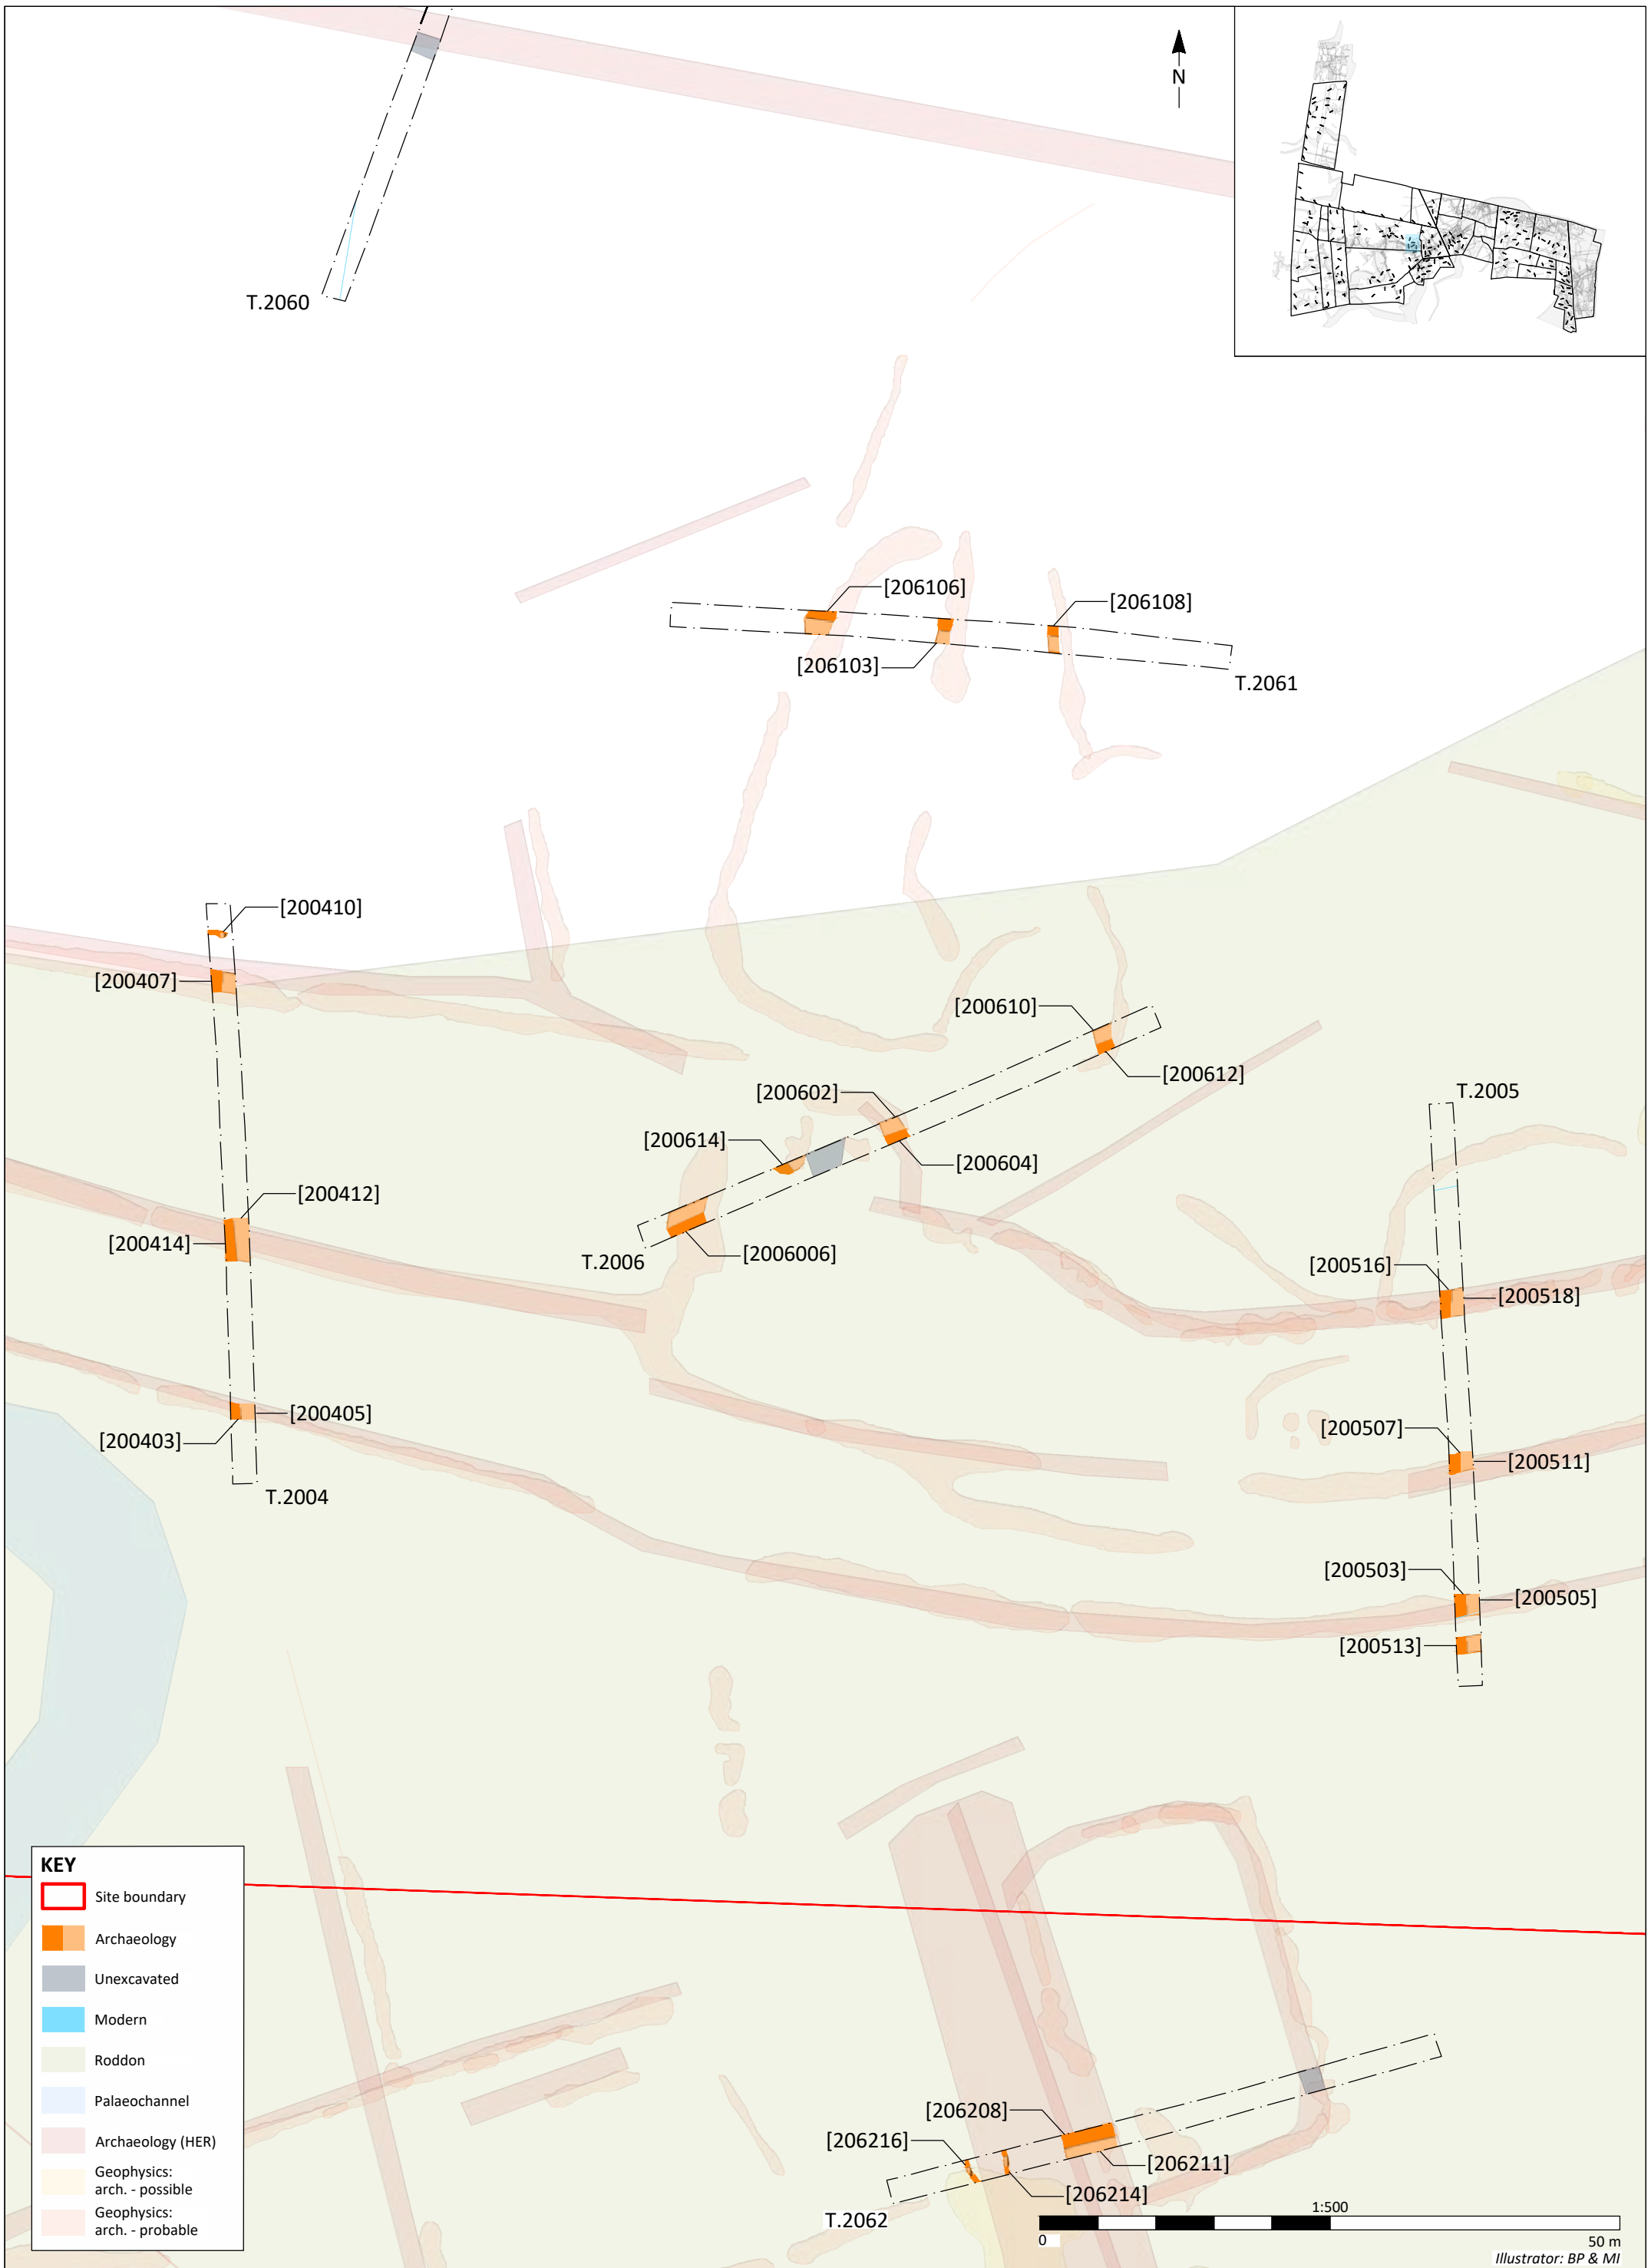 N
T.2060
[206106]
[206108]
[206103]
T.2061
[200410]
[200407]
[200610]
[200612]
[200602]
T.2005
[200614]
[200604]
[200412]
[200414]
T.2006
[2006006]
[200516]
[200518]
[200405]
[200403]
[200507]
[200511]
T.2004
[200503]
[200505]
[200513]
KEY
Site boundary
Archaeology
Unexcavated
Modern
Roddon
Palaeochannel
Archaeology (HER)
Geophysics:
arch. - possible
Geophysics:
arch. - probable
[206208]
[206216]
[206211]
[206214]
T.2062
1:500
0
50 m
Illustrator: BP & MI